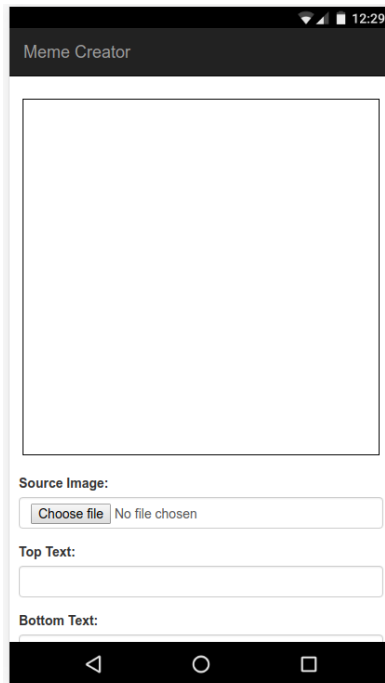 12:29
Meme Creator
Source Image:
Choose file No file chosen
Top Text:
Bottom Text: